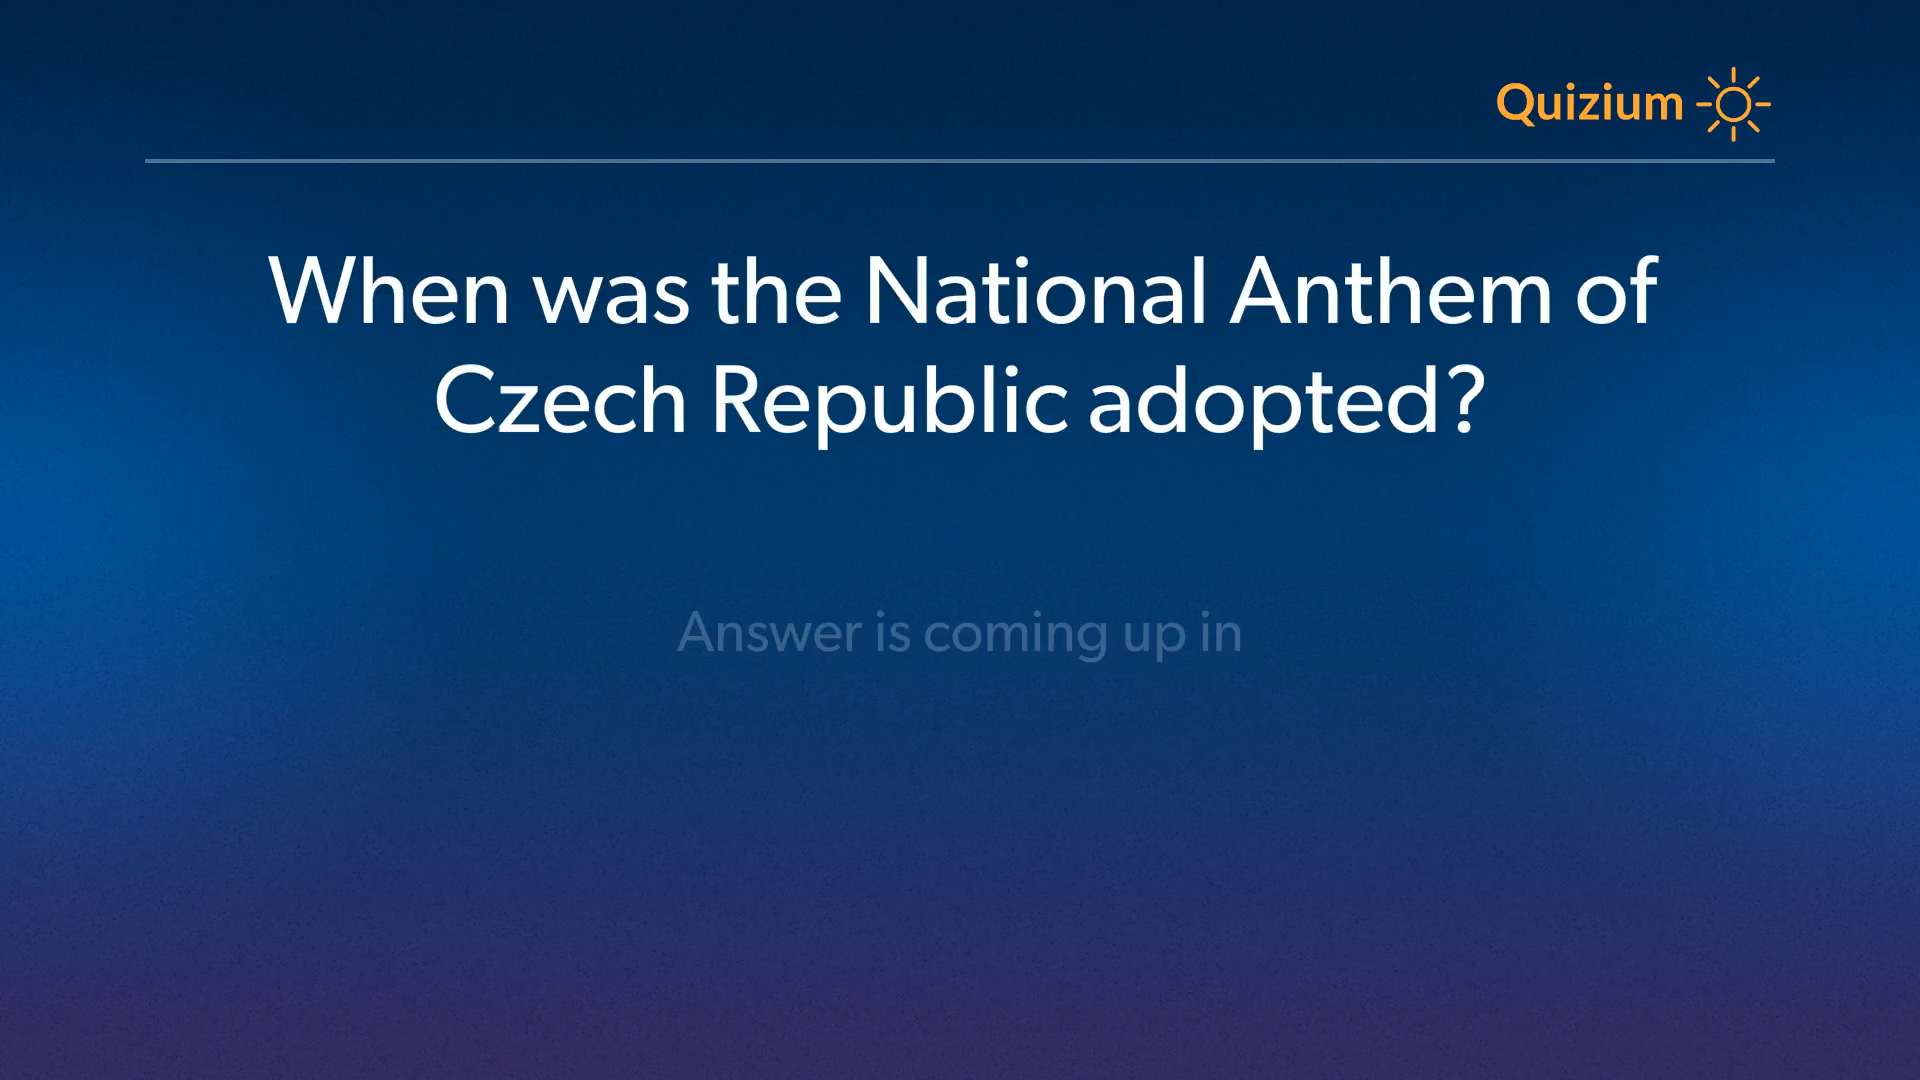 Quizium
When was the National Anthem of
Czech Republic adopted?
Answer is coming up in